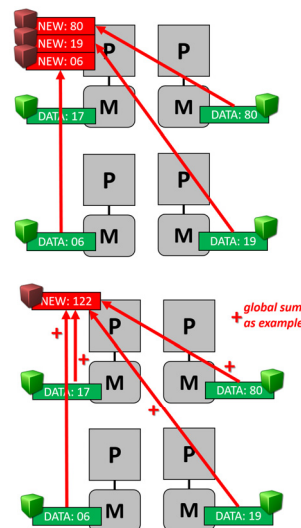 NEW: 80
NEW: 19
NEW: 06
P
P
DATA: 17
M
M
DATA: 80
P
P
M
M
DATA: 06
DATA: 19
NEW: 122
+ global sum
as example
P
P
+
+
+
DATA: 17
M
M
DATA: 80
+
P
P
DATA: 06
M
M
DATA: 19